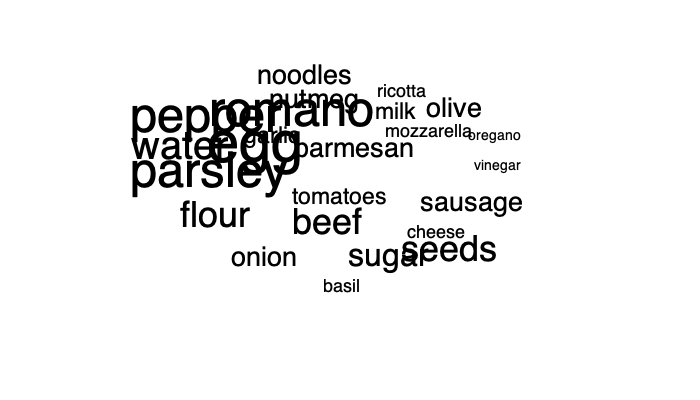 noodles
ricotta
nutmeg
romano
milk
olive
pepper
garlic
mozzarella
oregano
water
egg
parmesan
vinegar
parsley
tomatoes
sausage
flour
beef
cheese
seeds
onion
sugar
basil